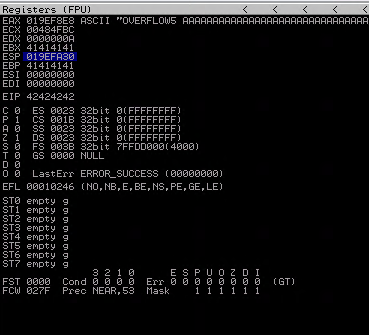 Registers (FPU) < < < <
EAX 019EF8E8 ASCII "OVERFLOW5 AAAAAAAAAAAAAAAAAAAAAAAAAAAAA
ECX 00484FBC
EDX 0000000A
EBX 41414141
ESP 019EFA30
EBP 41414141
ESI 00000000
EDI 00000000
EIP 42424242
C 0 ES 0023 32bit 0(FFFFFFFF)
P 1 CS 001B 32bit 0(FFFFFFFF)
A 0 SS 0023 32bit 0(FFFFFFFF)
Z 1 DS 0023 32bit 0(FFFFFFFF)
S 0 FS 003B 32bit 7FFDD000(4000)
T 0 GS 0000 NULL
D 0
O 0 LastErr ERROR_SUCCESS (00000000)
EFL 00010246 (NO,NB,E,BE,NS,PE,GE,LE)
ST0 empty g
ST1 empty g
ST2 empty g
ST3 empty g
ST4 empty g
ST5 empty g
ST6 empty g
ST7 empty g
3 2 1 0 E S P U O Z D I
FST 0000 Cond 0 0 0 0 Err 0 0 0 0 0 0 0 0 (GT)
FCW 027F Prec NEAR,53 Mask 1 1 1 1 1 1